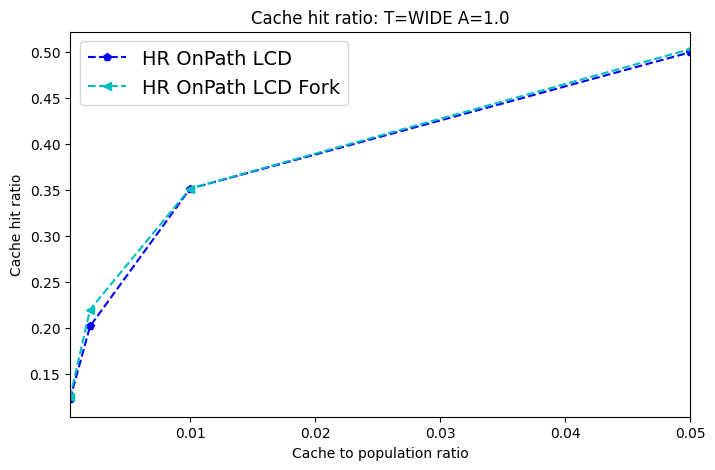 Cache hit ratio: T=WIDE A=1.0
HR OnPath LCD
HR OnPath LCD Fork
0.50
0.45
0.40
0.35
0.30
0.25
0.20
0.15
Cache hit ratio
0.01 0.02 0.03 0.04 0.05
Cache to population ratio